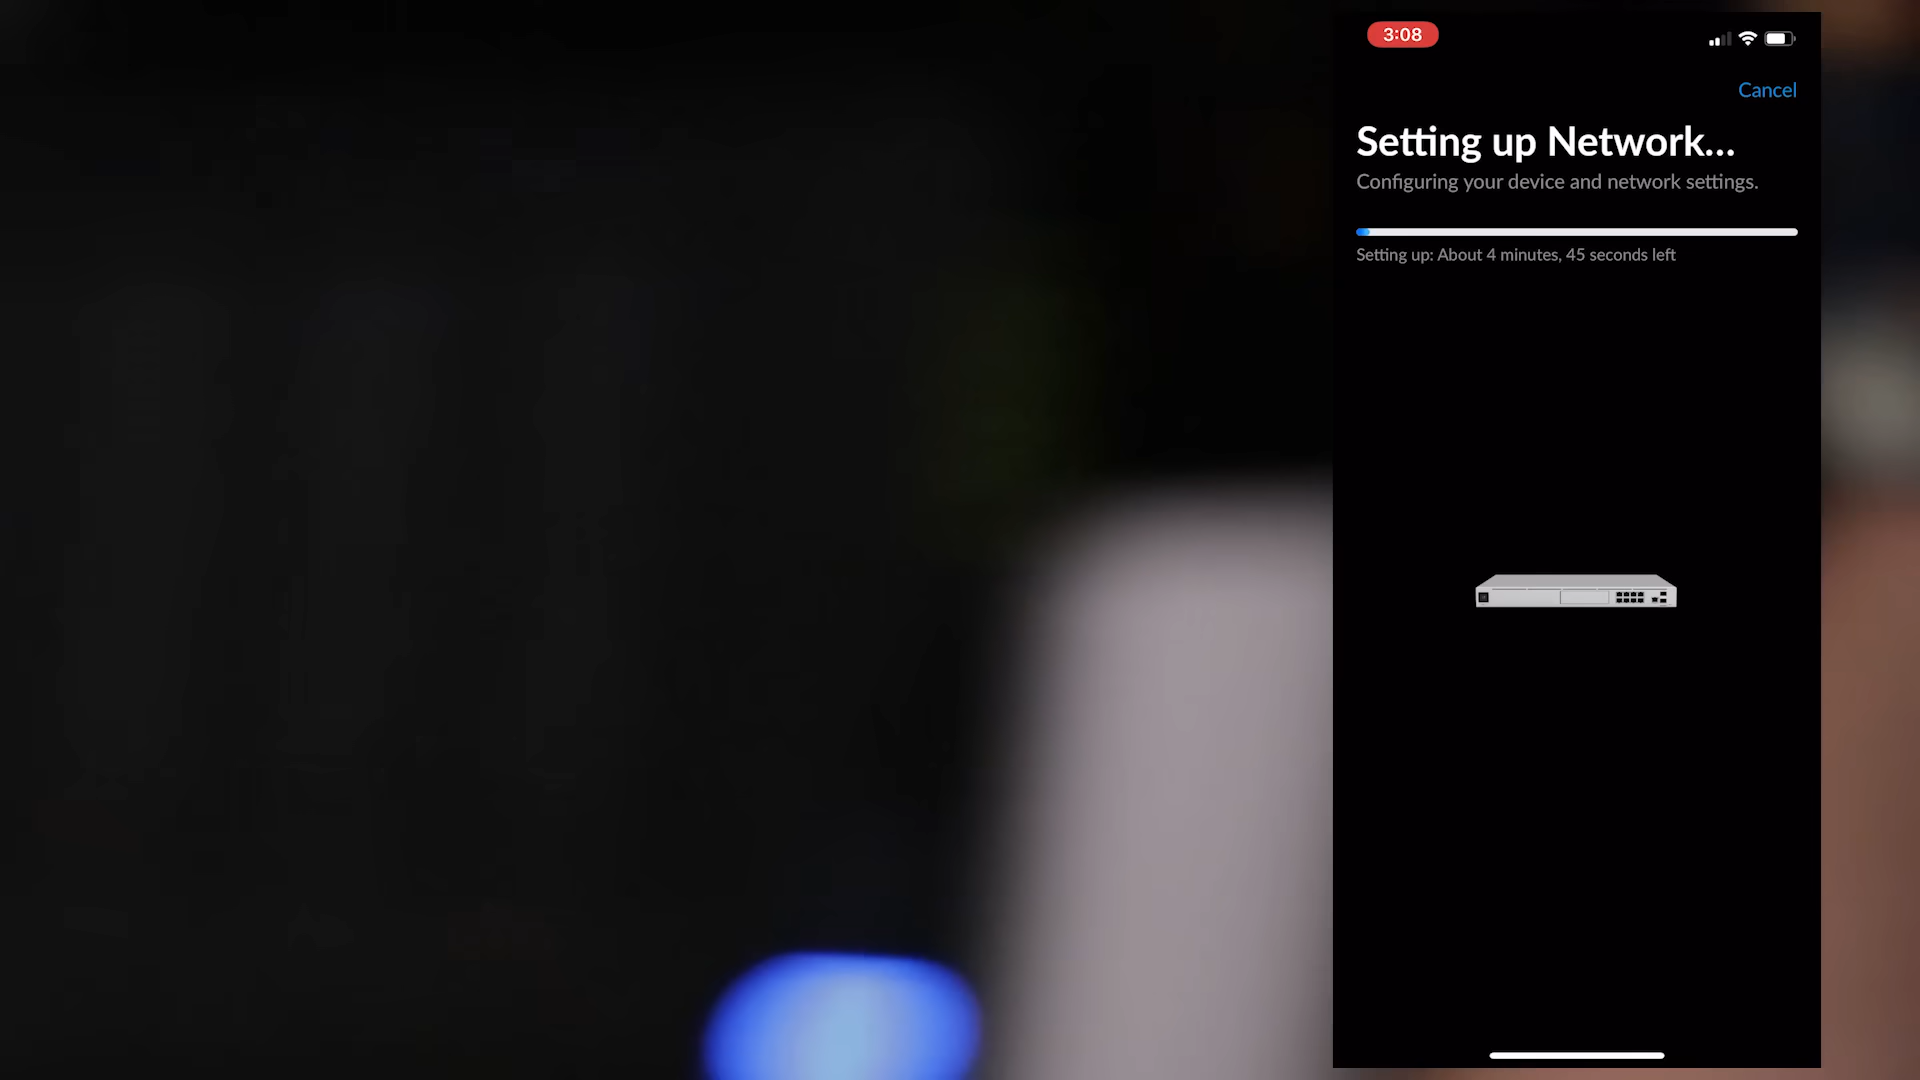 3:08
Cancel
Setting up Network...
Configuring your device and network settings.
Setting up: About 4 minutes, 45 seconds left